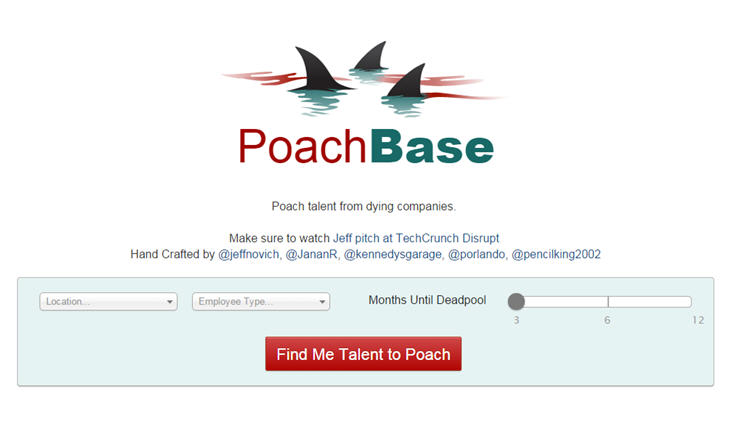 PoachBase
Poach talent from dying companies.
Make sure to watch Jeff pitch at TechCrunch Disrupt
Hand Crafted by @jeffnovich, @JananR, @kennedysgarage, @porlando, @pencilking2002
Location... Employee Type... Months Until Deadpool
3 6 12
Find Me Talent to Poach